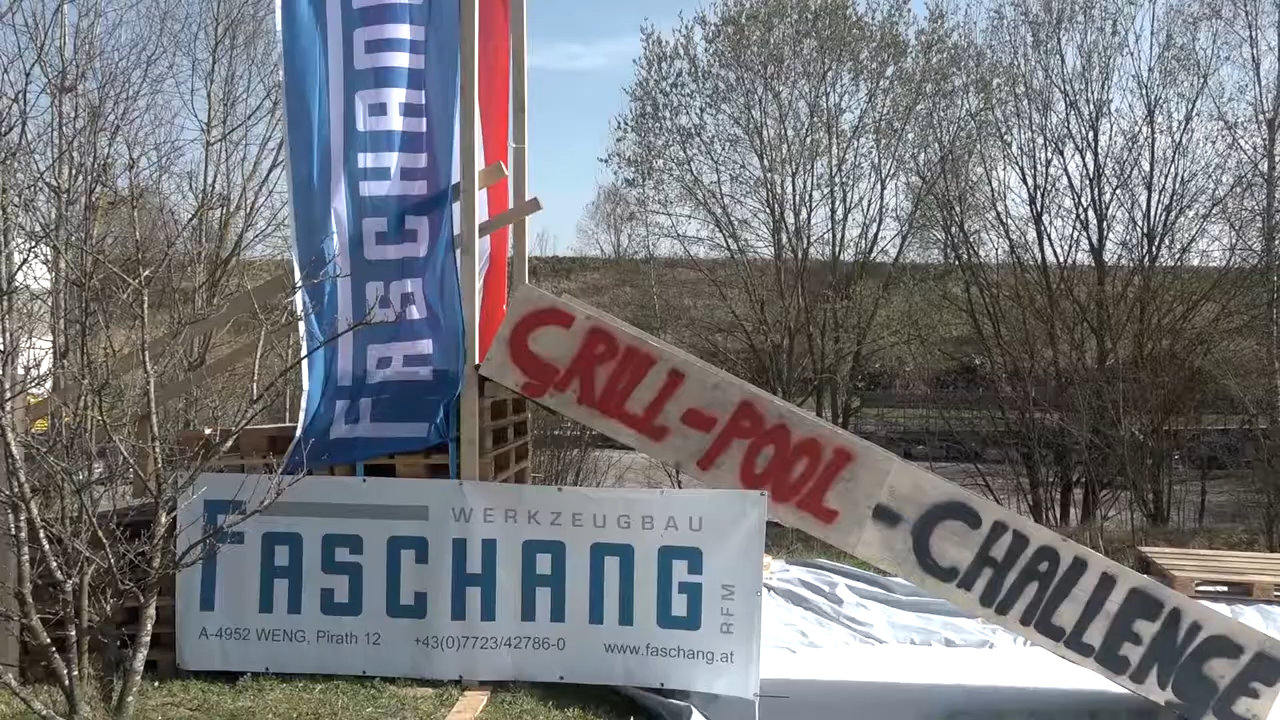 FASCHANG
GRILL-POOL-CHALLENGE
WERKZEUGBAU
FASCHANG
RFM
A-4952 WENG, Pirath 12 +43(0)7723/42786-0 www.faschang.at